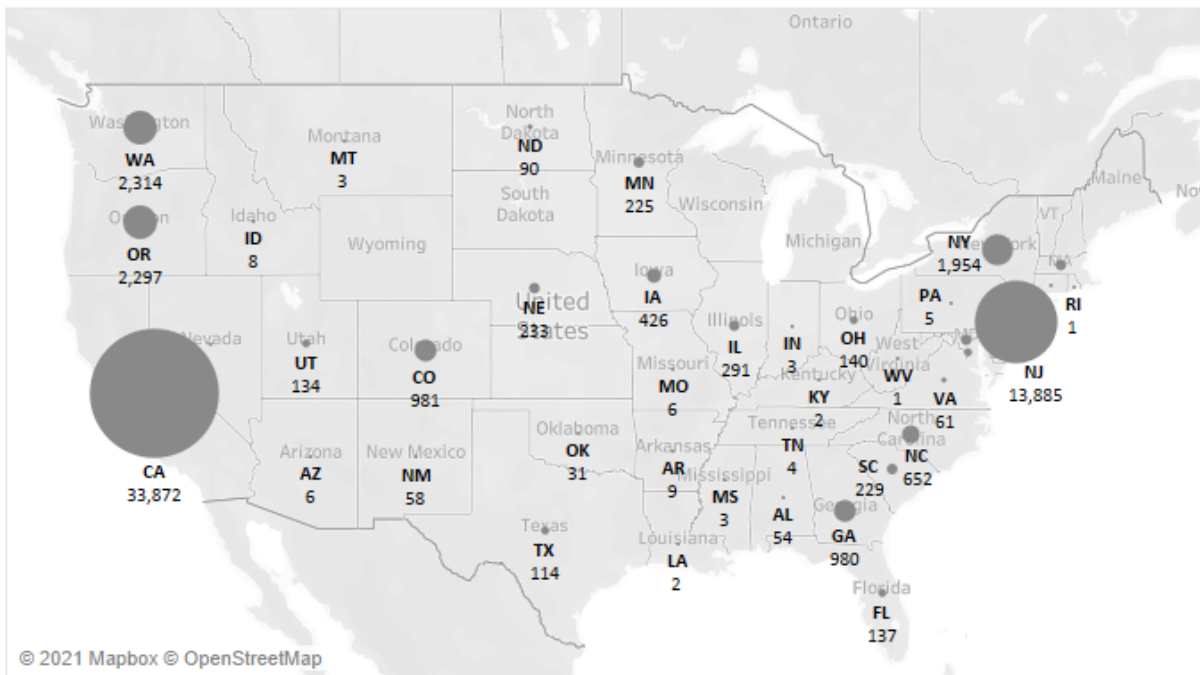 Ontario
Washington
WA
2,314
Montana
MT
3
North
Dakota
ND
90
Minnesota
MN
225
Maine
Oregon
OR
2,297
Idaho
ID
8
South
Dakota
Wyoming
Wisconsin
Michigan
VT
NY
New York
1,954
MA
RI
1
PA
5
Nevada
Utah
UT
134
Colorado
CO
981
NE
233
United
States
Iowa
IA
426
Illinois
IL
291
IN
3
Ohio
OH
140
West
Virginia
WV
1
VA
61
NJ
13,885
CA
33,872
Missouri
MO
6
Kentucky
KY
2
Arizona
AZ
6
New Mexico
NM
58
Oklahoma
OK
31
Arkansas
AR
9
Tennessee
TN
4
North
Carolina
NC
652
SC
229
Mississippi
MS
3
AL
54
Georgia
GA
980
Texas
TX
114
Louisiana
LA
2
Florida
FL
137
© 2021 Mapbox © OpenStreetMap